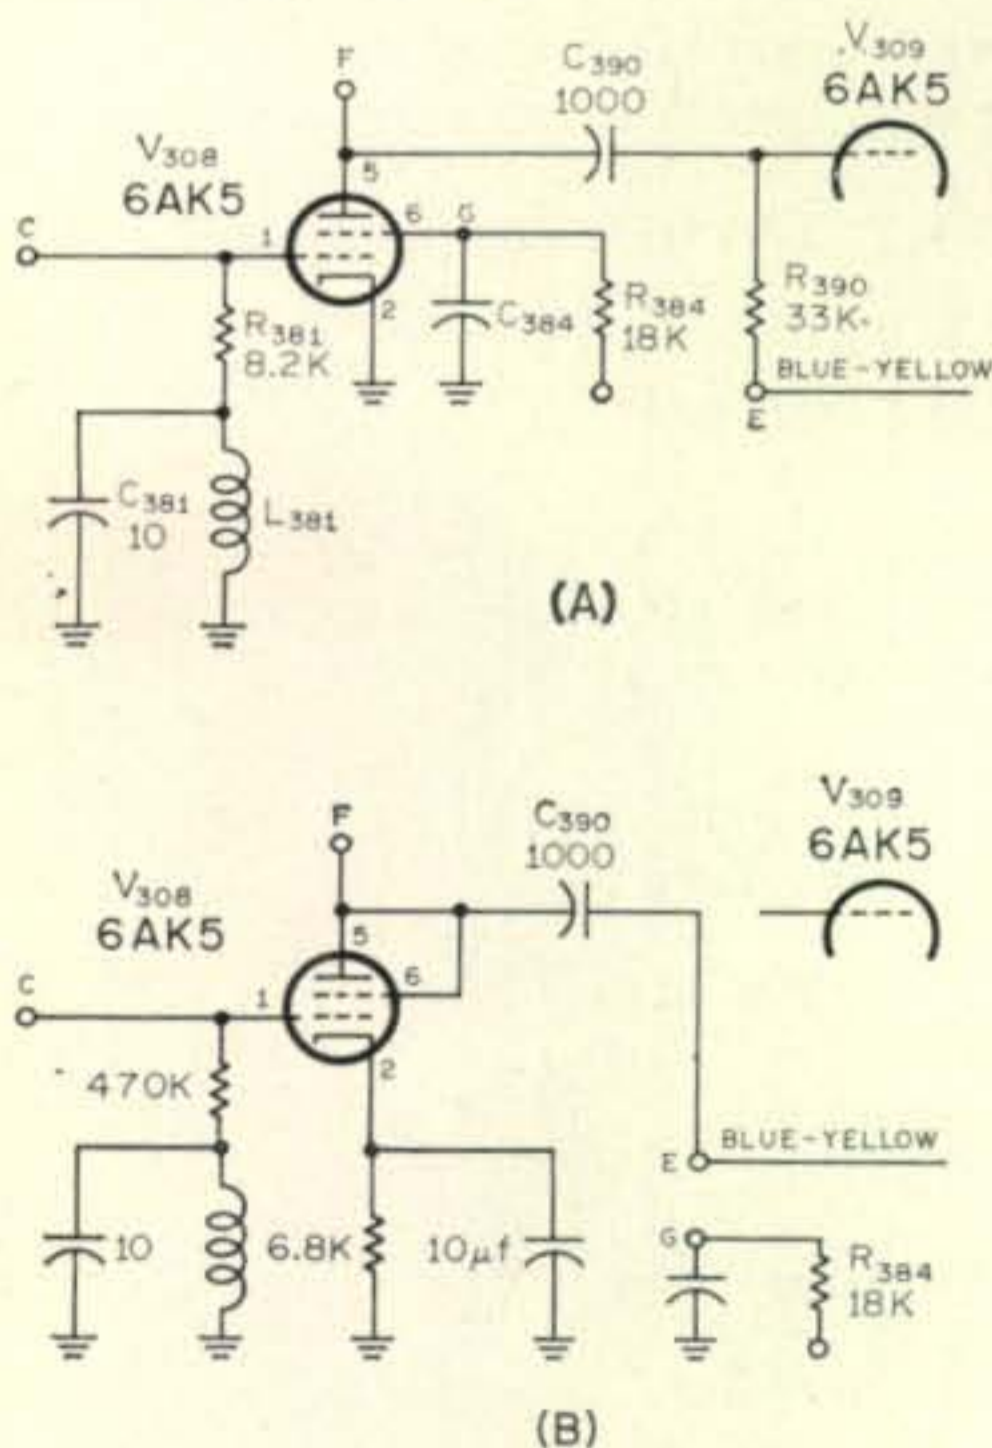 F
C390
1000
V309
6AK5
V308
6AK5
C
1
5
6
G
2
R381
8.2K
C384
R384
18K
R390
33K
BLUE-YELLOW
E
C381
10
L381
(A)
F
C390
1000
V309
6AK5
V308
6AK5
C
1
5
6
2
470K
E
BLUE-YELLOW
10
6.8K
10µf
G
R384
18K
(B)